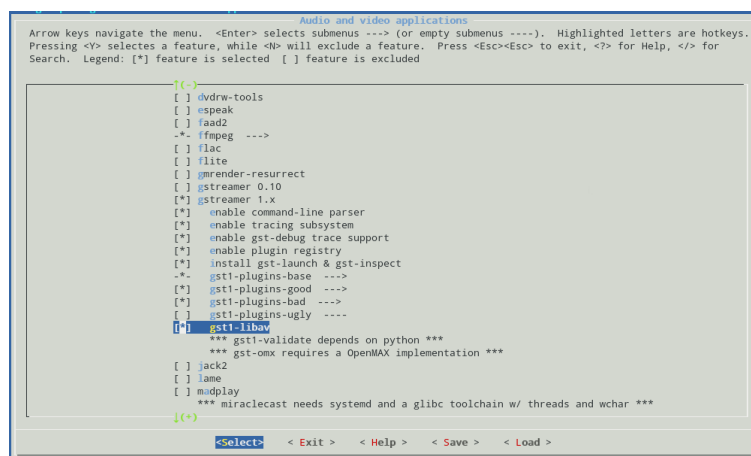 Audio and video applications
Arrow keys navigate the menu.  <Enter> selects submenus ---> (or empty submenus ----).  Highlighted letters are hotkeys.
Pressing <Y> selectes a feature, while <N> will exclude a feature.  Press <Esc><Esc> to exit, <?> for Help, </> for
Search.  Legend: [*] feature is selected  [ ] feature is excluded
↑(-)
[ ] dvdrw-tools
[ ] espeak
[ ] faad2
-*- ffmpeg  --->
[ ] flac
[ ] flite
[ ] gmrender-resurrect
[ ] gstreamer 0.10
[*] gstreamer 1.x
[*]   enable command-line parser
[*]   enable tracing subsystem
[*]   enable gst-debug trace support
[*]   enable plugin registry
[*]   install gst-launch & gst-inspect
-*-   gst1-plugins-base  --->
[*]   gst1-plugins-good  --->
[*]   gst1-plugins-bad  --->
[ ]   gst1-plugins-ugly  ----
[*]   gst1-libav
*** gst1-validate depends on python ***
*** gst-omx requires a OpenMAX implementation ***
[ ] jack2
[ ] lame
[ ] madplay
*** miraclecast needs systemd and a glibc toolchain w/ threads and wchar ***
↓(+)
<Select>    < Exit >    < Help >    < Save >    < Load >